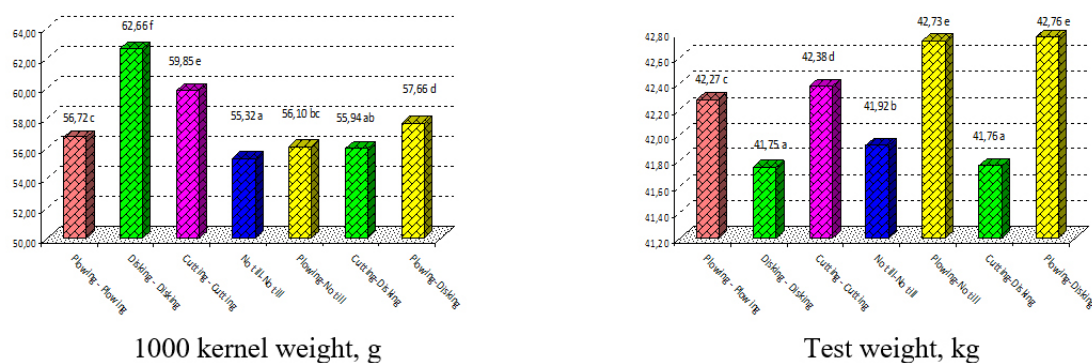 64,00
62,00
60,00
58,00
56,00
54,00
52,00
50,00
56,72 c
62,66 f
59,85 e
55,32 a
56,10 bc
55,94 ab
57,66 d
Plowing - Plowing
Disking - Disking
Cutting - Cutting
No till-No till
Plowing-No till
Cutting-Disking
Plowing-Disking
1000 kernel weight, g
42,80
42,60
42,40
42,20
42,00
41,80
41,60
41,40
41,20
42,27 c
41,75 a
42,38 d
41,92 b
42,73 e
41,76 a
42,76 e
Plowing - Plowing
Disking - Disking
Cutting - Cutting
No till-No till
Plowing-No till
Cutting-Disking
Plowing-Disking
Test weight, kg